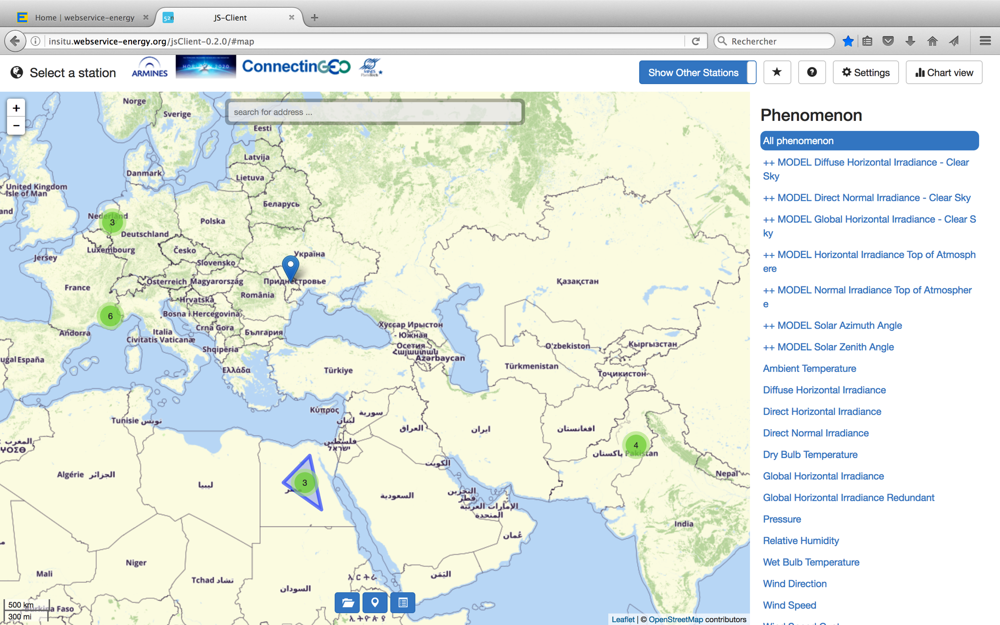 Home | webservice-energy
JS-Client
insitu.webservice-energy.org/jsClient-0.2.0/#map
Rechercher
Select a station
ARMINES
HORIZON 2020
ConnectinGEO
MINES
ParisTech
Show Other Stations
Settings
Chart view
+
−
search for address ...
Norge
Sverige
Eesti
Latvija
Danmark
Lietuva
United Kingdom
Isle of Man
Беларусь
and
Nederland
3
Polska
Deutschland
Luxembourg
Česko
Україна
Jersey
Slovensko
Österreich
Magyarország
Приднестровье
Қазақстан
France
România
Hrvatska
6
Bosna i Hercegovina
Crna Gora
Andorra
Italia
България
Civitatis Vaticanæ
Хуссар Ирыстон
- Южная
Осетия
Հայաստան
Azərbaycan
O'zbekiston
Кыргызстан
Shqipëria
ugal
España
Ελλάδα
Türkiye
Türkmenistan
Тоҷикистон
Κύπρος
سوريا
Tunisie تونس
لبنان
العراق
ایران
افغانستان
المغرب
فلسطين
ישראל
4
پاکستان Pakistan
الكويت
Algérie الجزائر
ليبيا
3
مصر
Nepal
السعودية
البحرين
قطر
الإمارات العربيّة
المتحدة
India
عُمان
Niger
Mali
Tchad تشاد
السودان
ኤርትራ
اليَمَن
500 km
300 mi
Burkina Faso
ኢትዮጵያ
Leaflet | © OpenStreetMap contributors
Phenomenon
All phenomenon
++ MODEL Diffuse Horizontal Irradiance - Clear
Sky
++ MODEL Direct Normal Irradiance - Clear Sky
++ MODEL Global Horizontal Irradiance - Clear S
ky
++ MODEL Horizontal Irradiance Top of Atmosph
ere
++ MODEL Normal Irradiance Top of Atmospher
e
++ MODEL Solar Azimuth Angle
++ MODEL Solar Zenith Angle
Ambient Temperature
Diffuse Horizontal Irradiance
Direct Horizontal Irradiance
Direct Normal Irradiance
Dry Bulb Temperature
Global Horizontal Irradiance
Global Horizontal Irradiance Redundant
Pressure
Relative Humidity
Wet Bulb Temperature
Wind Direction
Wind Speed